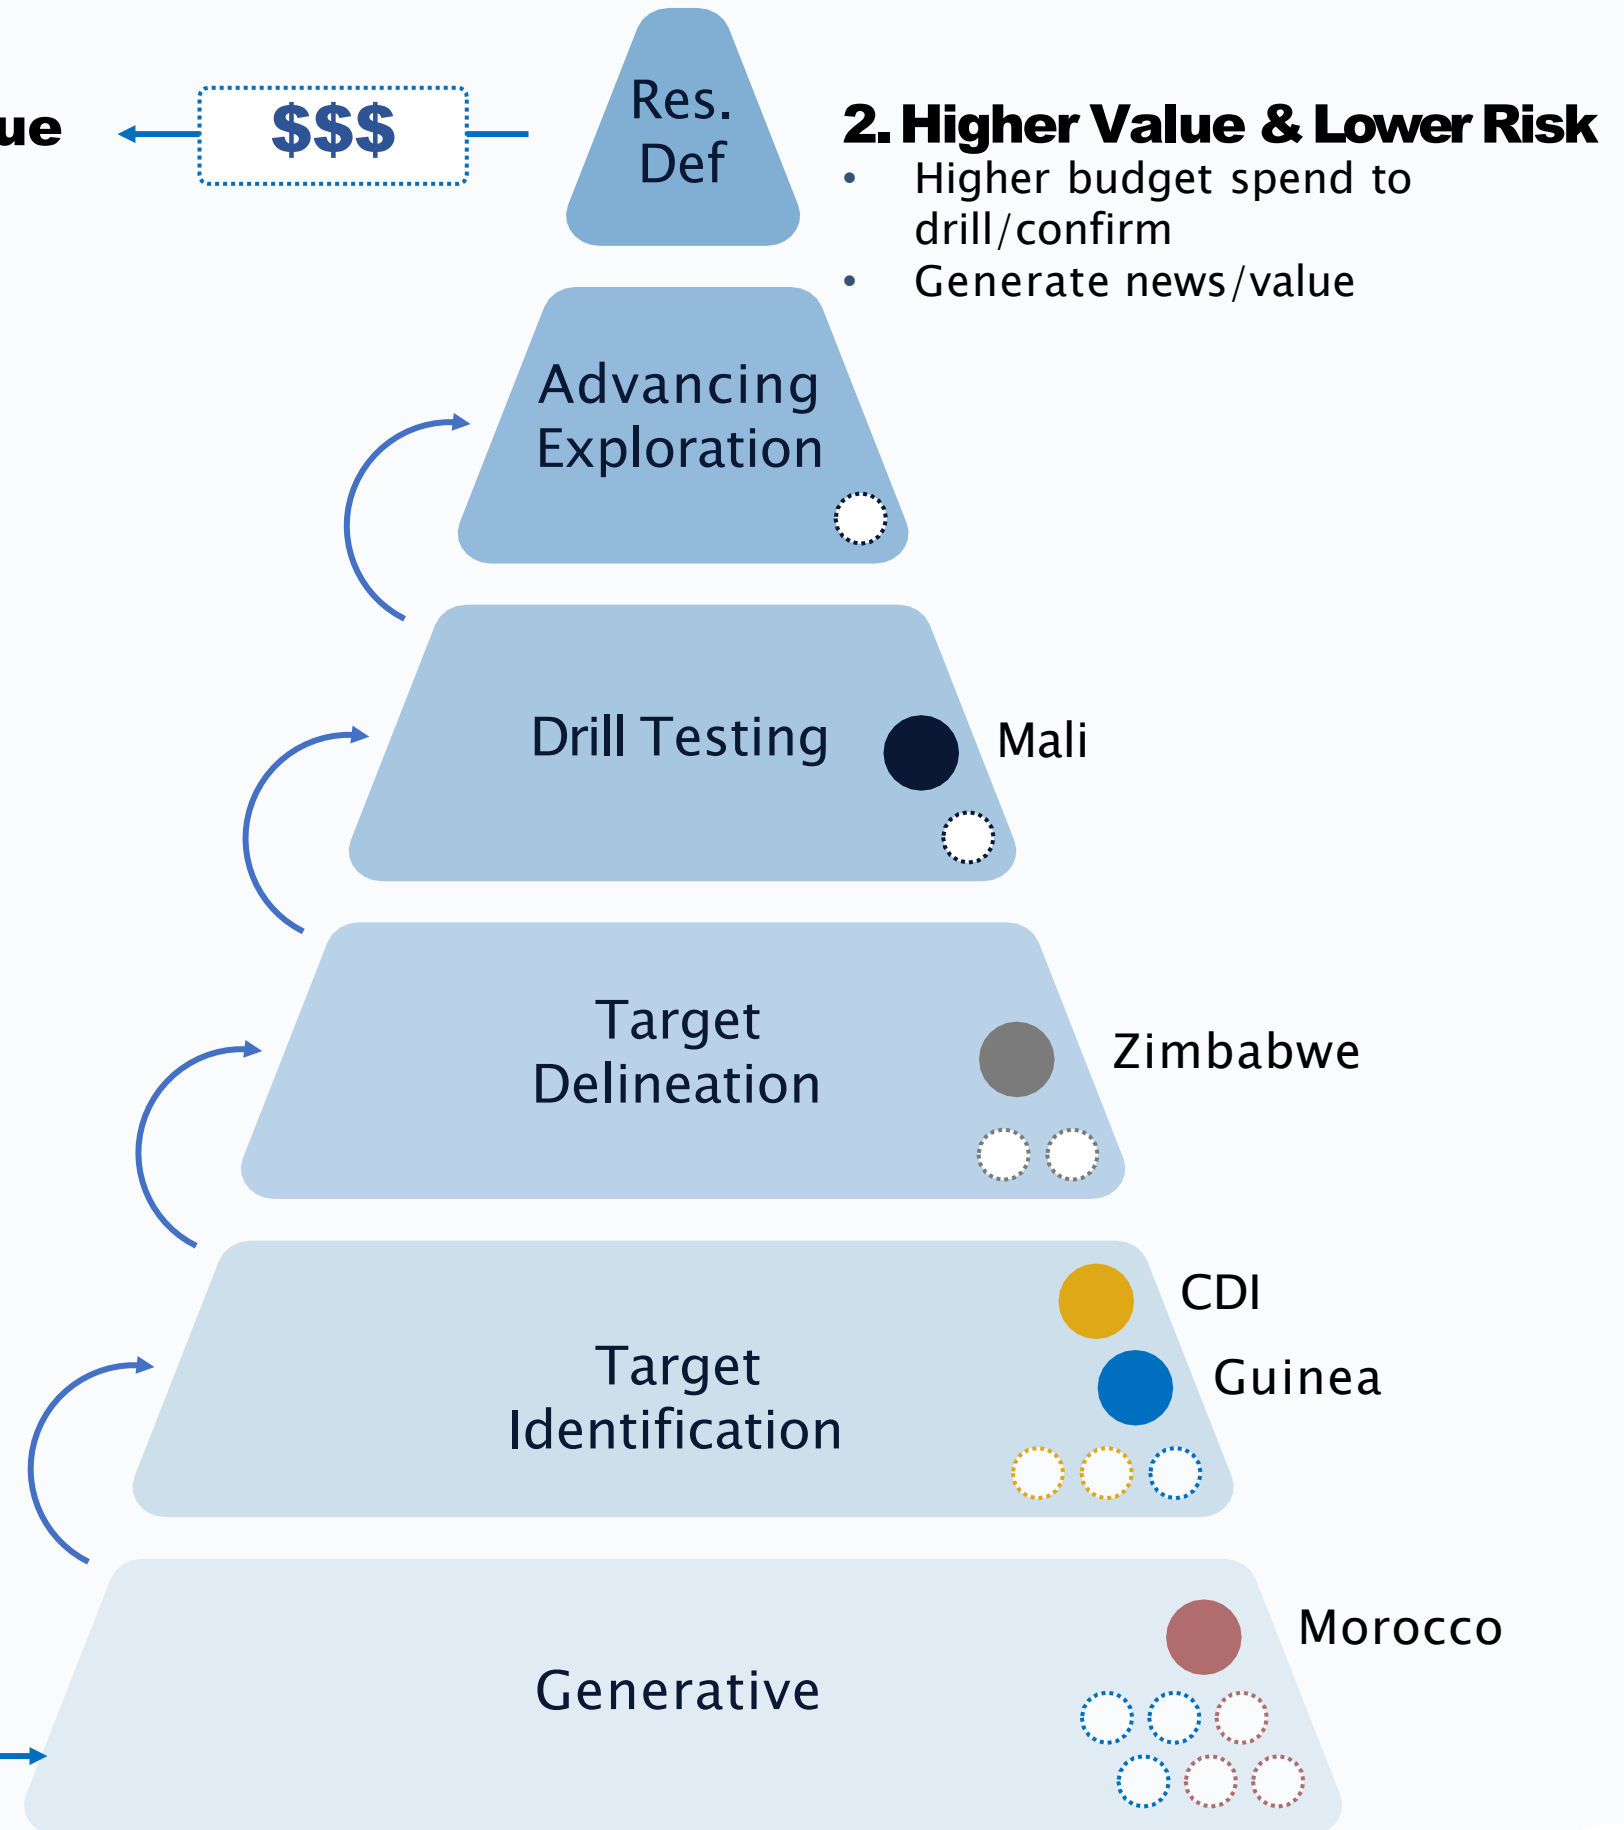 ue
$$$
Res.
Def
2. Higher Value & Lower Risk
• Higher budget spend to
drill/confirm
• Generate news/value
Advancing
Exploration
Drill Testing
Mali
Target
Delineation
Zimbabwe
CDI
Guinea
Target
Identification
Morocco
Generative